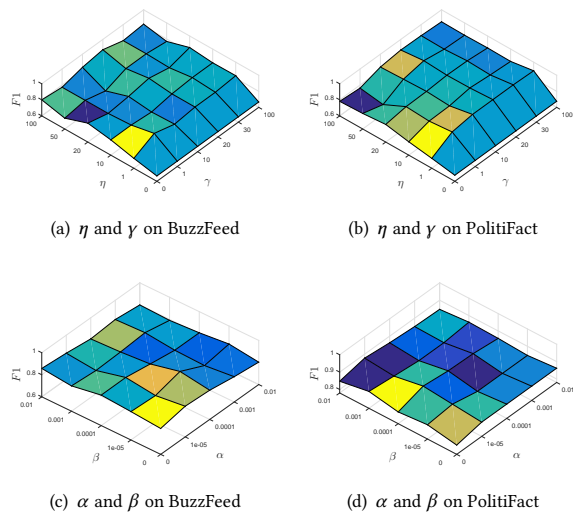 1
0.8
0.6
F1
100
50
20
10
1
0
η
0
1
10
20
30
100
γ
(a) η and γ on BuzzFeed
1
0.8
0.6
F1
100
50
20
10
1
0
η
0
1
10
20
30
100
γ
(b) η and γ on PolitiFact
1
0.8
0.6
F1
0.01
0.001
0.0001
1e-05
0
β
0
1e-05
0.0001
0.001
0.01
α
(c) α and β on BuzzFeed
1
0.9
0.8
F1
0.01
0.001
0.0001
1e-05
0
β
0
1e-05
0.0001
0.001
0.01
α
(d) α and β on PolitiFact